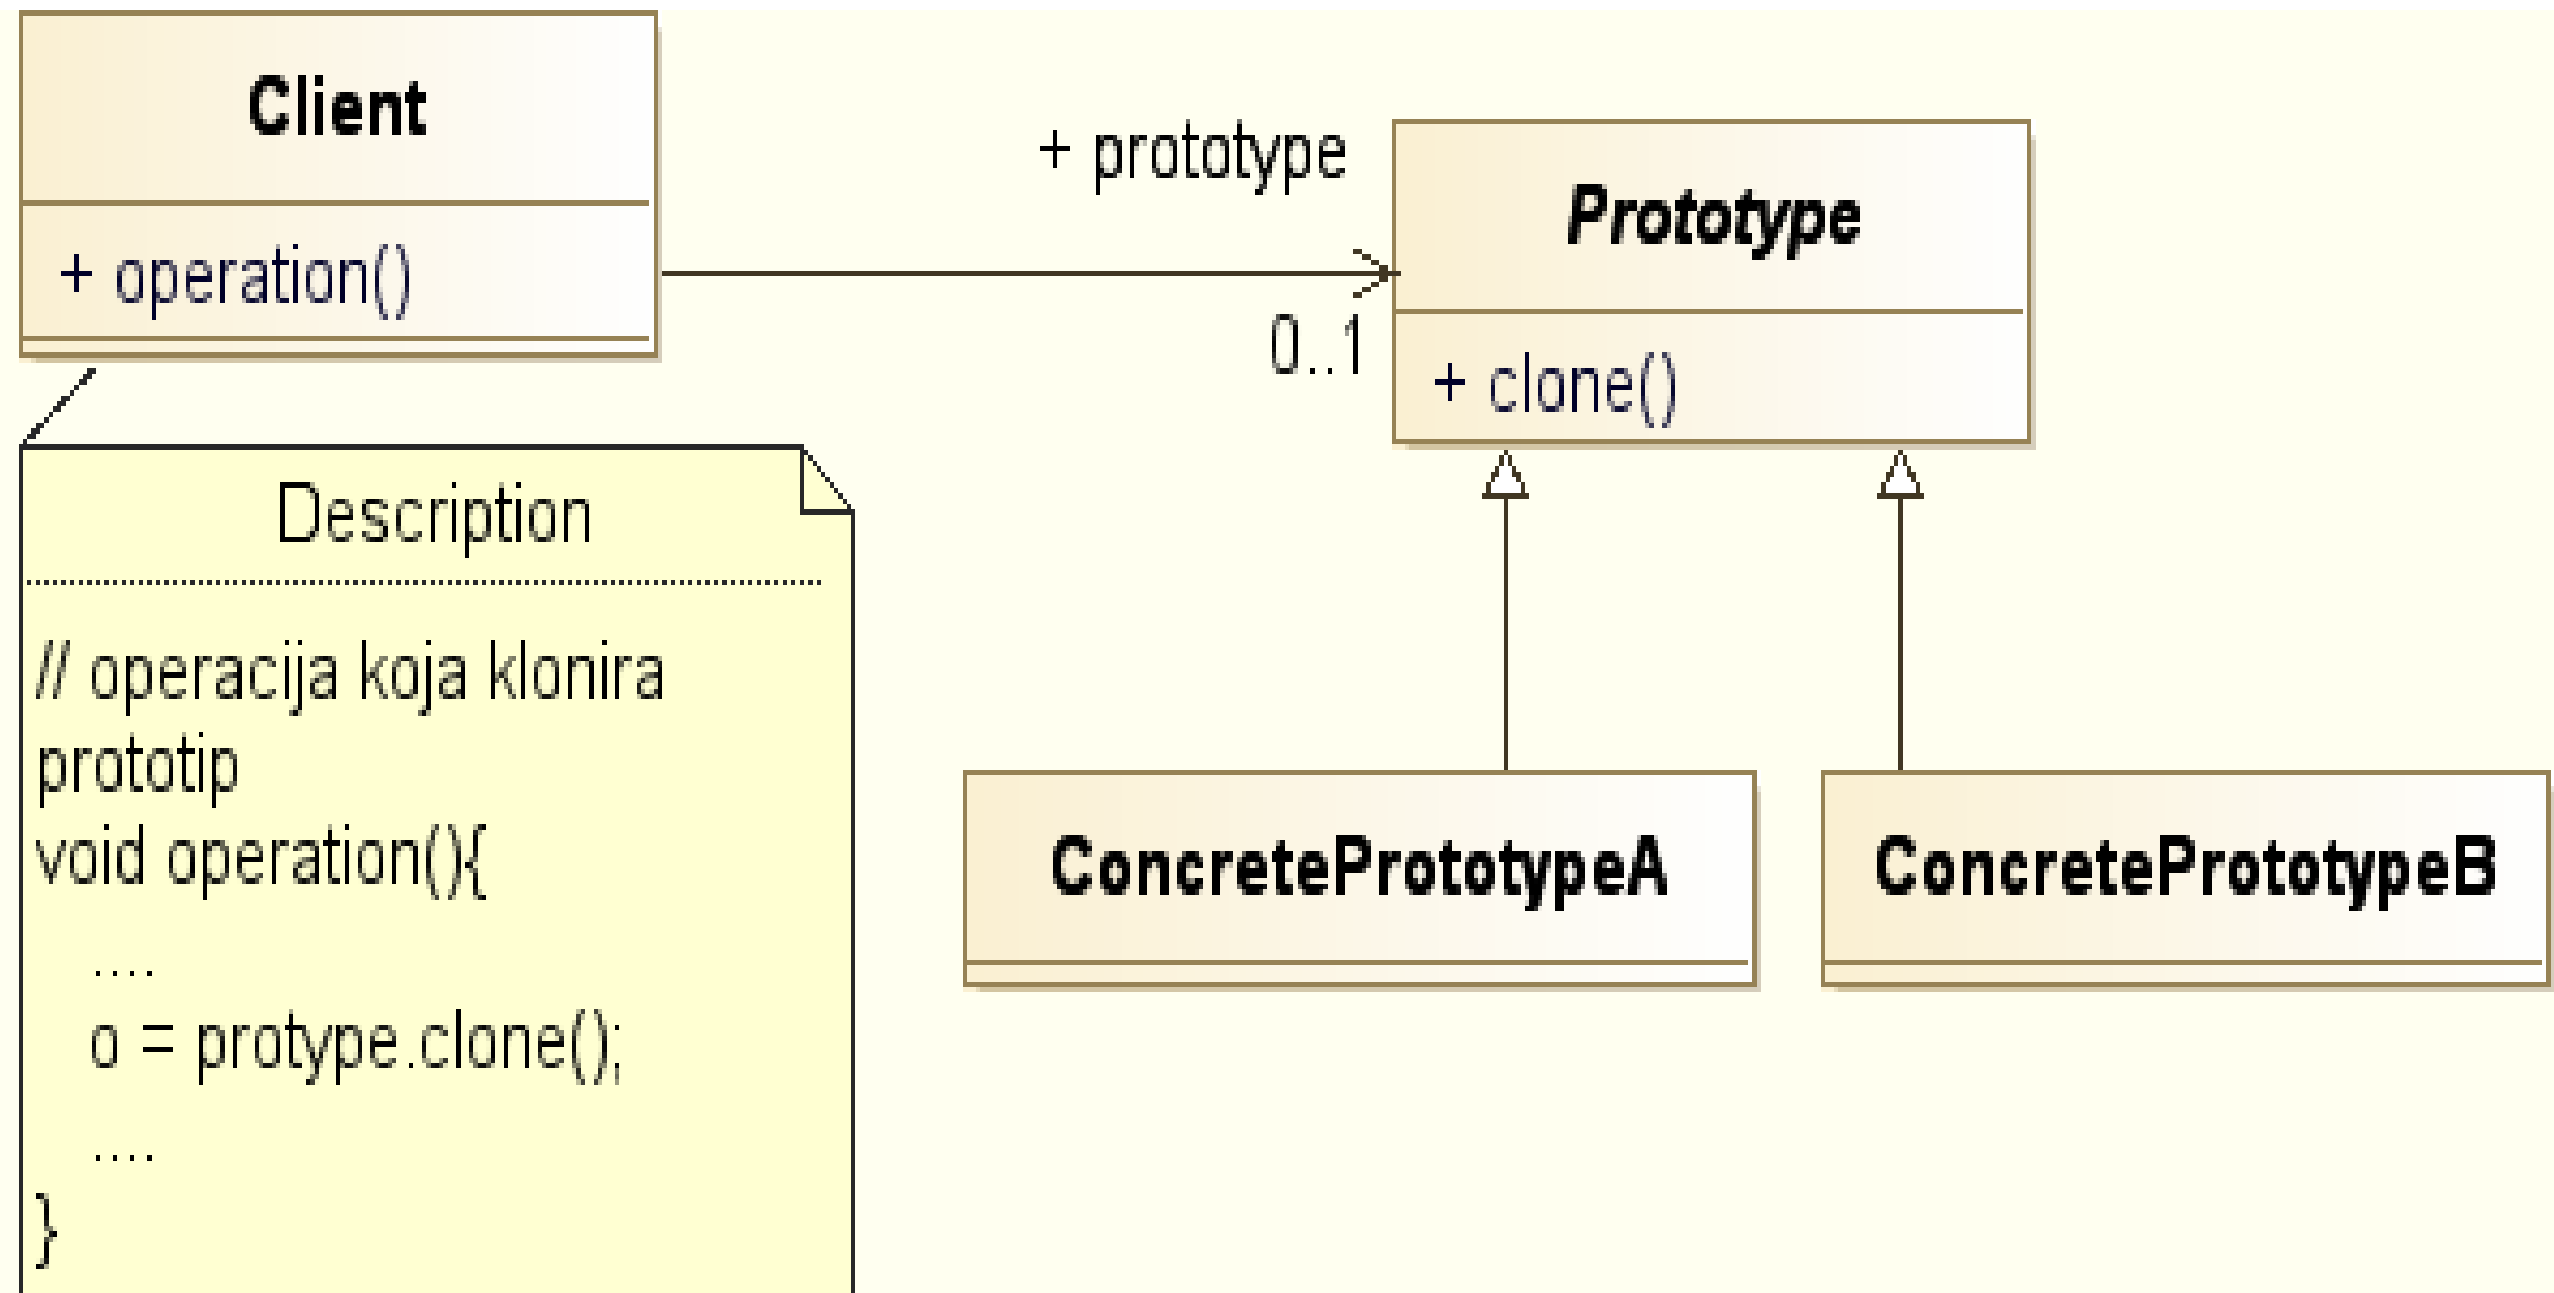 Client
+ operation()
+ prototype
0..1
Prototype
+ clone()
Description
// operacija koja klonira
prototip
void operation(){
....
o = protype.clone();
....
}
ConcretePrototypeA
ConcretePrototypeB